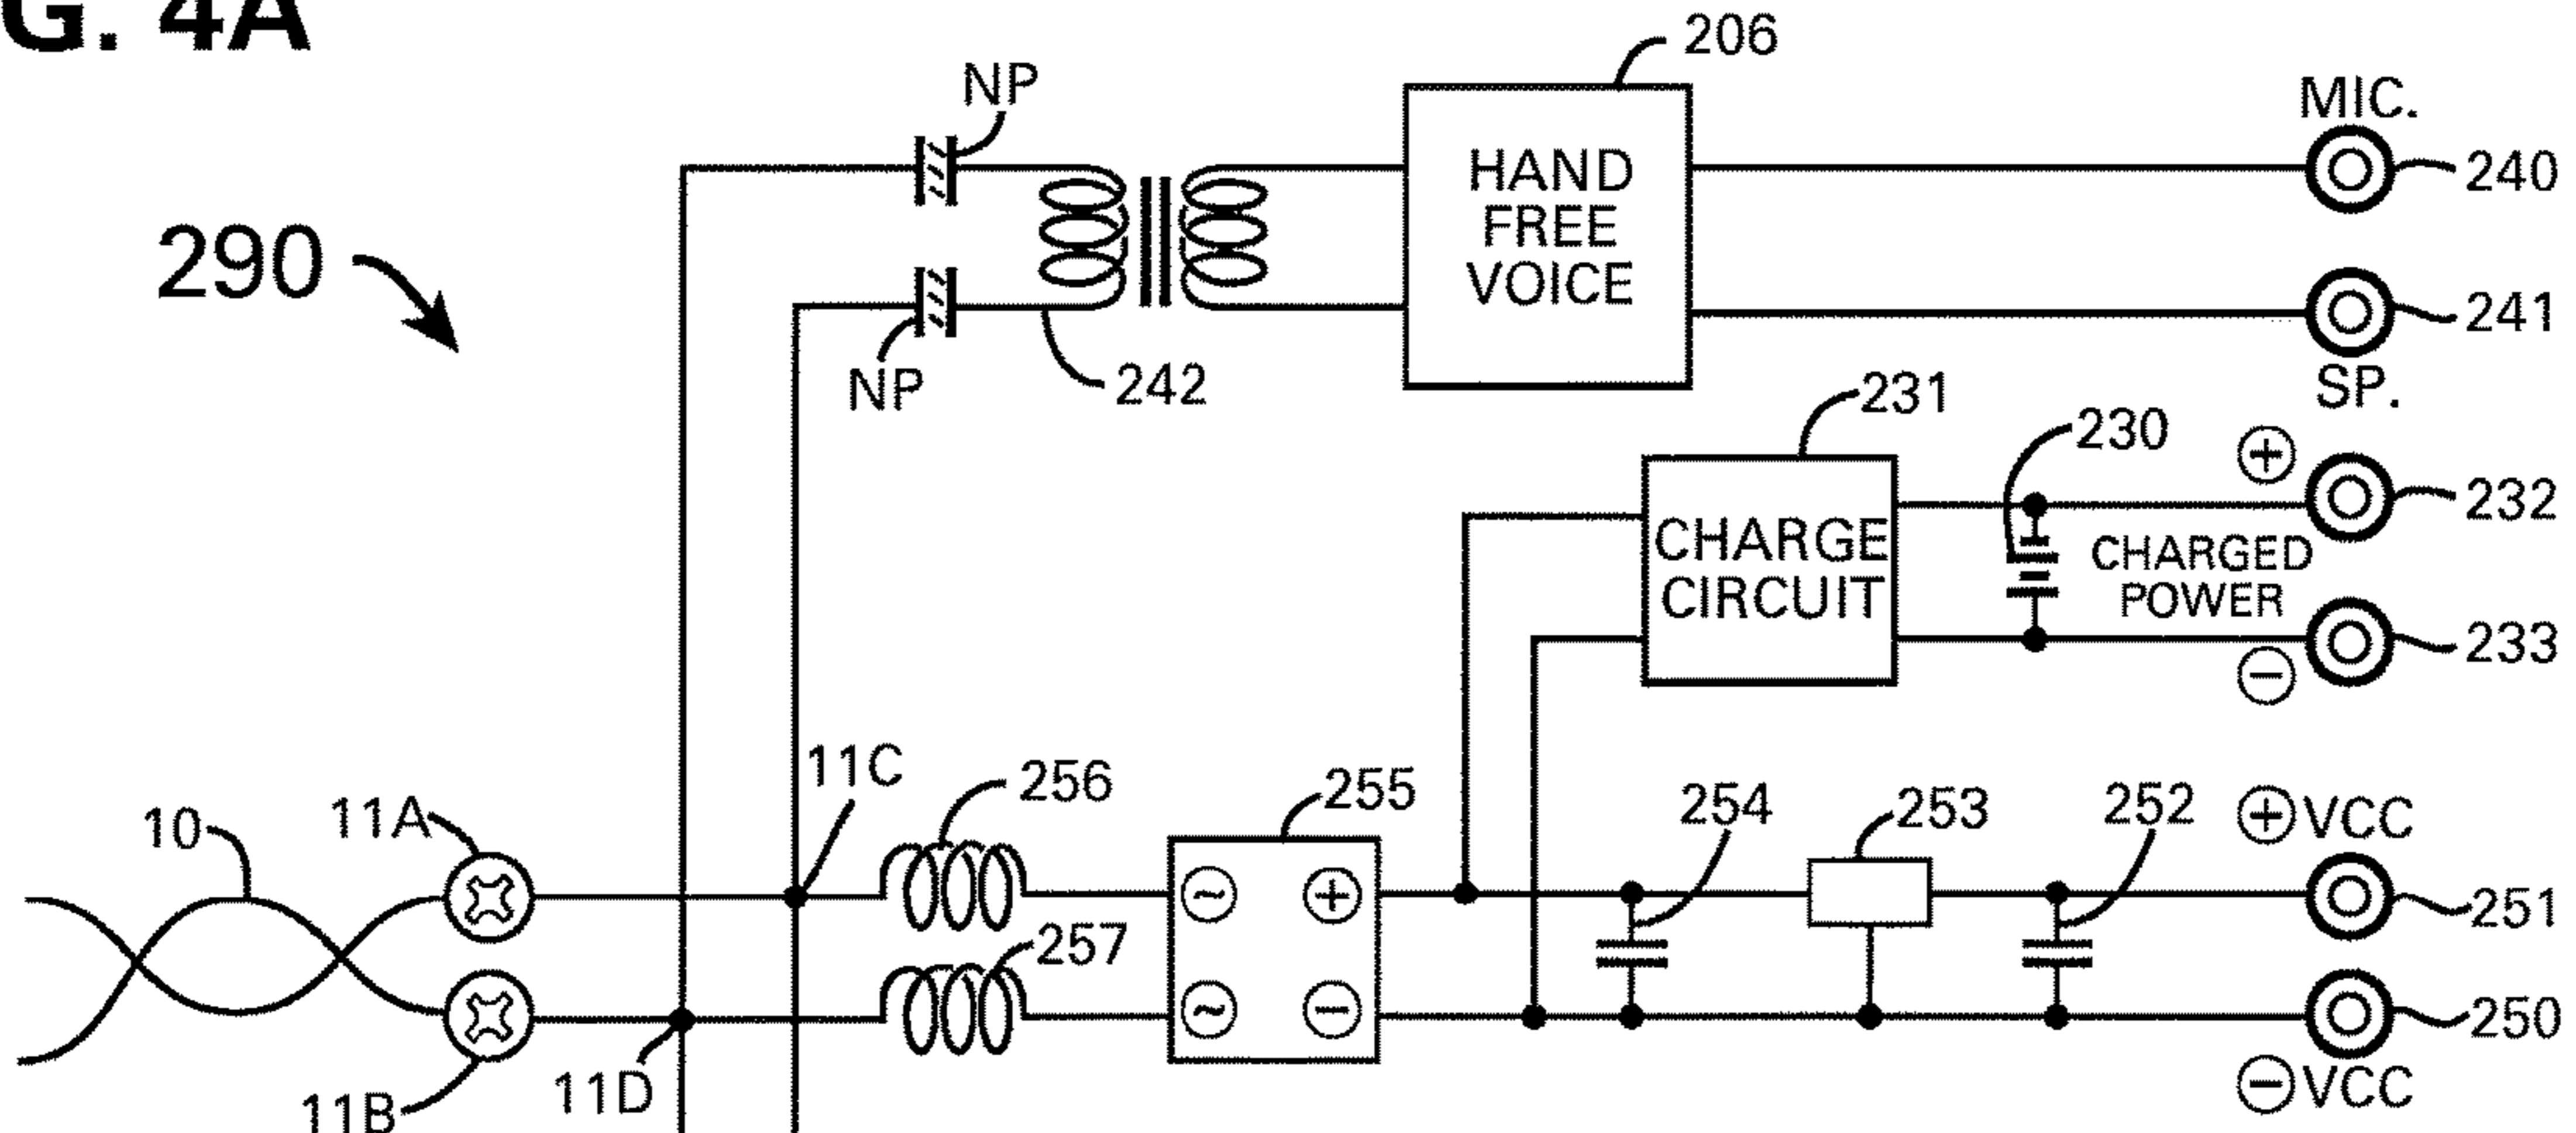 G. 4A
206
NP
MIC.
HAND
FREE
VOICE
240
290
241
NP
242
SP.
231
230
+
232
CHARGE
CIRCUIT
CHARGED
POWER
233
−
11C
256
255
254
253
252
+ VCC
10
11A
~ +
251
257
~ −
250
11D
11B
− VCC